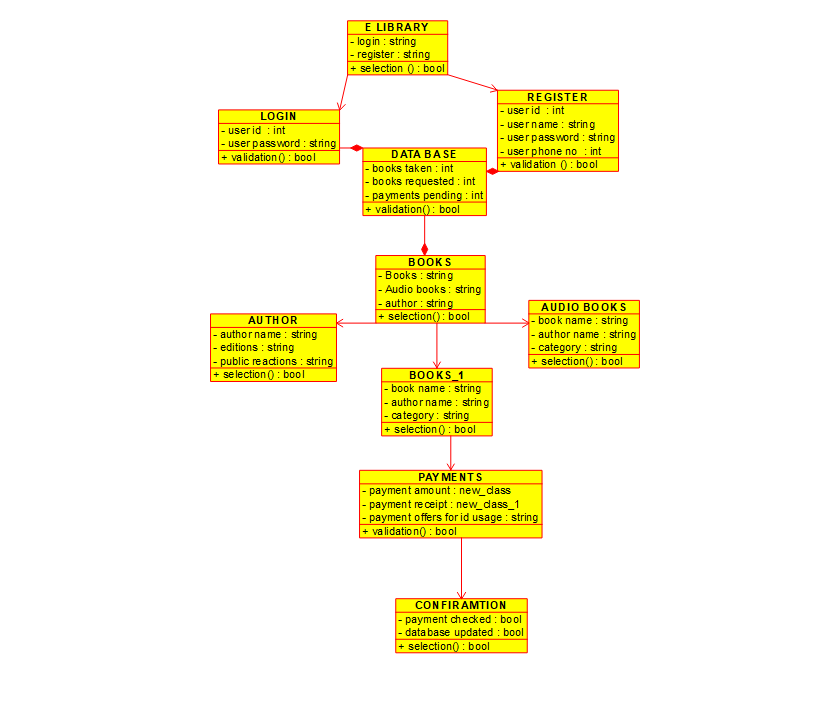 E LIBRARY
- login : string
- register : string
+ selection () : bool
REGISTER
- user id : int
- user name : string
- user password : string
- user phone no : int
+ validation () : bool
LOGIN
- user id : int
- user password : string
+ validation() : bool
DATA BASE
- books taken : int
- books requested : int
- payments pending : int
+ validation() : bool
BOOKS
- Books : string
- Audio books : string
- author : string
+ selection() : bool
AUTHOR
- author name : string
- editions : string
- public reactions : string
+ selection() : bool
AUDIO BOOKS
- book name : string
- author name : string
- category : string
+ selection() : bool
BOOKS_1
- book name : string
- author name : string
- category : string
+ selection() : bool
PAYMENTS
- payment amount : new_class
- payment receipt : new_class_1
- payment offers for id usage : string
+ validation() : bool
CONFIRAMTION
- payment checked : bool
- database updated : bool
+ selection() : bool